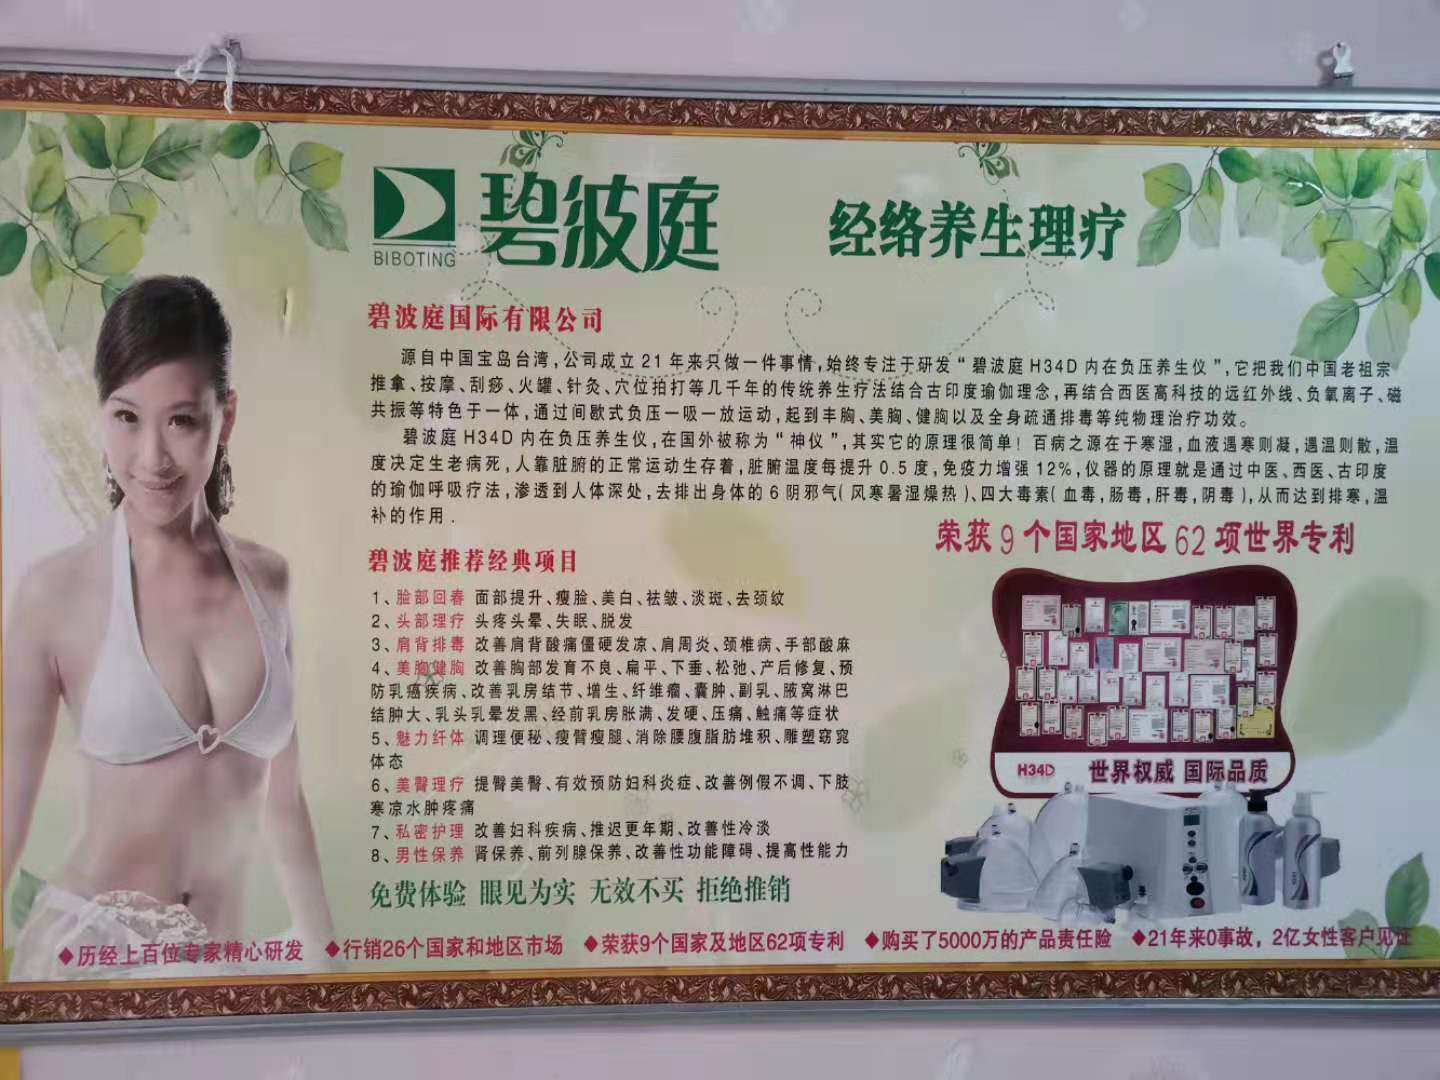 碧波庭
BIBOTING
经络养生理疗
碧波庭国际有限公司
源自中国宝岛台湾,公司成立21年来只做一件事情,始终专注于研发“碧波庭H34D内在负压养生仪”,它把我们中国老祖宗
推拿、按摩、刮痧、火罐、针灸、穴位拍打等几千年的传统养生疗法结合古印度瑜伽理念,再结合西医高科技的远红外线、负氧离子、磁
共振等特色于一体,通过间歇式负压一吸一放运动,起到丰胸、美胸、健胸以及全身疏通排毒等纯物理治疗功效。
碧波庭H34D内在负压养生仪,在国外被称为“神仪”,其实它的原理很简单！百病之源在于寒湿,血液遇寒则凝,遇温则散,温
度决定生老病死,人靠脏腑的正常运动生存着,脏腑温度每提升0.5度,免疫力增强12%,仪器的原理就是通过中医、西医、古印度
的瑜伽呼吸疗法,渗透到人体深处,去排出身体的6阴邪气(风寒暑湿燥热)、四大毒素(血毒,肠毒,肝毒,阴毒),从而达到排寒,温
补的作用.
荣获9个国家地区62项世界专利
碧波庭推荐经典项目
1、脸部回春 面部提升、瘦脸、美白、祛皱、淡斑、去颈纹
2、头部理疗 头疼头晕、失眠、脱发
3、肩背排毒 改善肩背酸痛僵硬发凉、肩周炎、颈椎病、手部酸麻
4、美胸健胸 改善胸部发育不良、扁平、下垂、松弛、产后修复、预
防乳癌疾病、改善乳房结节、增生、纤维瘤、囊肿、副乳、腋窝淋巴
结肿大、乳头乳晕发黑、经前乳房胀满、发硬、压痛、触痛等症状
5、魅力纤体 调理便秘、瘦臂瘦腿、消除腰腹脂肪堆积、雕塑窈窕
体态
6、美臀理疗 提臀美臀、有效预防妇科炎症、改善例假不调、下肢
寒凉水肿疼痛
7、私密护理 改善妇科疾病、推迟更年期、改善性冷淡
8、男性保养 肾保养、前列腺保养、改善性功能障碍、提高性能力
H34D 世界权威 国际品质
免费体验 眼见为实 无效不买 拒绝推销
◆历经上百位专家精心研发 ◆行销26个国家和地区市场 ◆荣获9个国家及地区62项专利 ◆购买了5000万的产品责任险 ◆21年来0事故，2亿女性客户见证